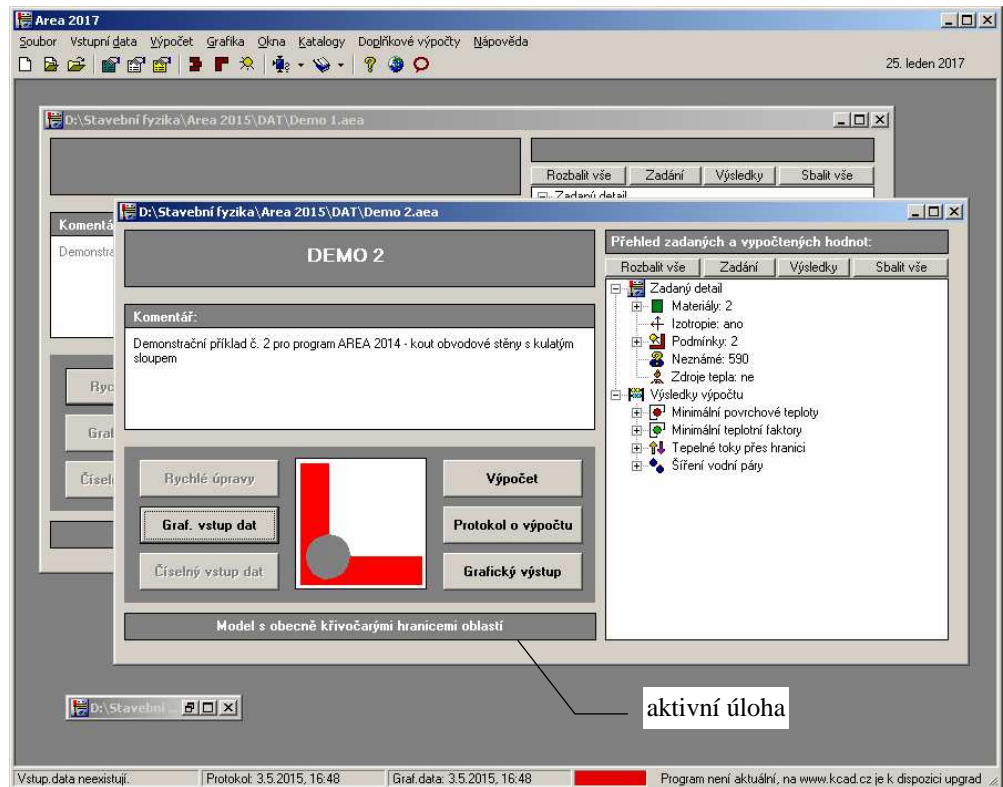 Area 2017
Soubor Vstupní data Výpočet Grafika Okna Katalogy Doplňkové výpočty Nápověda
25. leden 2017
D:\Stavební fyzika\Area 2015\DAT\Demo 1.aea
Rozbalit vše Zadání Výsledky Sbalit vše
Zadaný detail
D:\Stavební fyzika\Area 2015\DAT\Demo 2.aea
DEMO 2
Komentář:
Demonstrační příklad č. 2 pro program AREA 2014 - kout obvodové stěny s kulatým
sloupem
Rychlé úpravy
Graf. vstup dat
Číselný vstup dat
Výpočet
Protokol o výpočtu
Grafický výstup
Model s obecně křivočarými hranicemi oblastí
Přehled zadaných a vypočtených hodnot:
Rozbalit vše Zadání Výsledky Sbalit vše
Zadaný detail
Materiály: 2
Izotropie: ano
Podmínky: 2
Neznámé: 590
Zdroje tepla: ne
Výsledky výpočtu
Minimální povrchové teploty
Minimální teplotní faktory
Tepelné toky přes hranici
Šíření vodní páry
aktivní úloha
D:\Stavební ...
Vstup.data neexistují. Protokol: 3.5.2015, 16:48 Graf.data: 3.5.2015, 16:48 Program není aktuální, na www.kcad.cz je k dispozici upgrad